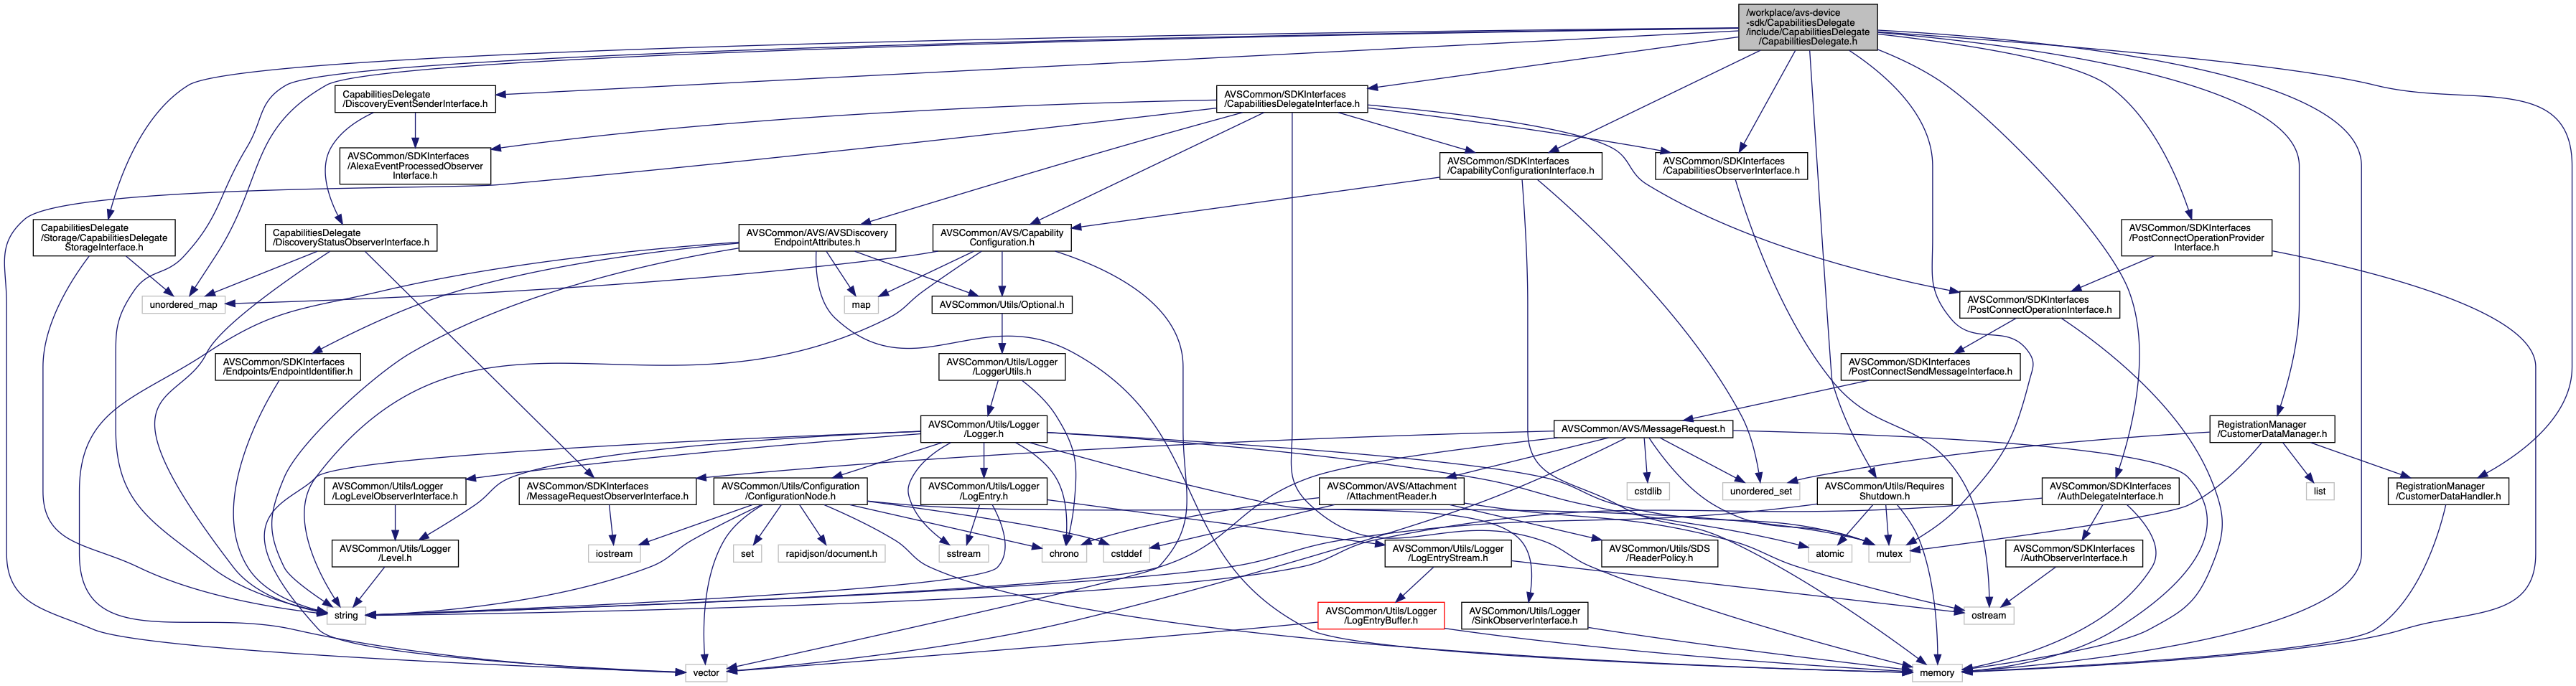 /workplace/avs-device
-sdk/CapabilitiesDelegate
/include/CapabilitiesDelegate
/CapabilitiesDelegate.h
CapabilitiesDelegate
/DiscoveryEventSenderInterface.h
AVSCommon/SDKInterfaces
/CapabilitiesDelegateInterface.h
AVSCommon/SDKInterfaces
/AlexaEventProcessedObserver
Interface.h
AVSCommon/SDKInterfaces
/CapabilityConfigurationInterface.h
AVSCommon/SDKInterfaces
/CapabilitiesObserverInterface.h
CapabilitiesDelegate
/Storage/CapabilitiesDelegate
StorageInterface.h
CapabilitiesDelegate
/DiscoveryStatusObserverInterface.h
AVSCommon/AVS/AVSDiscovery
EndpointAttributes.h
AVSCommon/AVS/Capability
Configuration.h
AVSCommon/SDKInterfaces
/PostConnectOperationProvider
Interface.h
unordered_map
map
AVSCommon/Utils/Optional.h
AVSCommon/SDKInterfaces
/PostConnectOperationInterface.h
AVSCommon/SDKInterfaces
/Endpoints/EndpointIdentifier.h
AVSCommon/Utils/Logger
/LoggerUtils.h
AVSCommon/SDKInterfaces
/PostConnectSendMessageInterface.h
AVSCommon/Utils/Logger
/Logger.h
AVSCommon/AVS/MessageRequest.h
RegistrationManager
/CustomerDataManager.h
AVSCommon/Utils/Logger
/LogLevelObserverInterface.h
AVSCommon/SDKInterfaces
/MessageRequestObserverInterface.h
AVSCommon/Utils/Configuration
/ConfigurationNode.h
AVSCommon/Utils/Logger
/LogEntry.h
AVSCommon/AVS/Attachment
/AttachmentReader.h
cstdlib
unordered_set
AVSCommon/Utils/Requires
Shutdown.h
AVSCommon/SDKInterfaces
/AuthDelegateInterface.h
list
RegistrationManager
/CustomerDataHandler.h
AVSCommon/Utils/Logger
/Level.h
iostream
set
rapidjson/document.h
sstream
chrono
cstddef
AVSCommon/Utils/Logger
/LogEntryStream.h
AVSCommon/Utils/SDS
/ReaderPolicy.h
atomic
mutex
AVSCommon/SDKInterfaces
/AuthObserverInterface.h
string
AVSCommon/Utils/Logger
/LogEntryBuffer.h
AVSCommon/Utils/Logger
/SinkObserverInterface.h
ostream
vector
memory